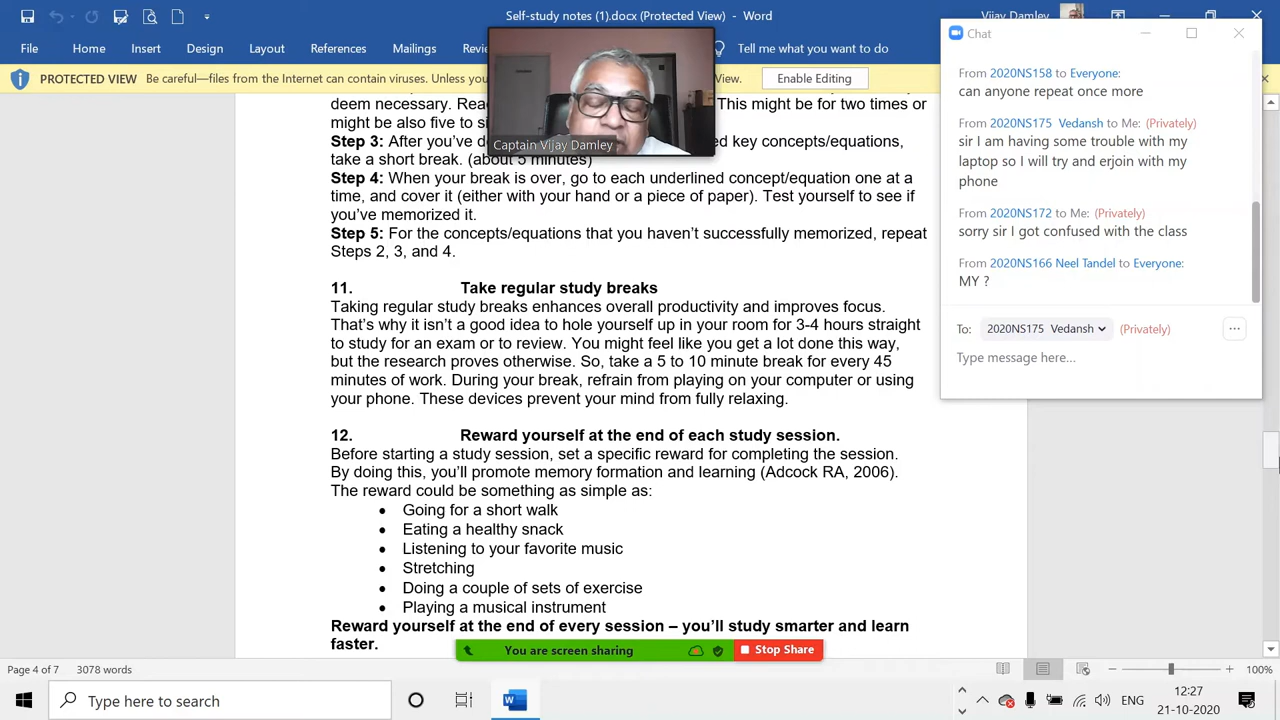 Self-study notes (1).docx (Protected View) - Word
File Home Insert Design Layout References Mailings Tell me what you want to do
PROTECTED VIEW Be careful—files from the Internet can contain viruses. Unless you View. Enable Editing
deem necessary. This might be for two times or
might be also five to
Step 3: After you've key concepts/equations,
take a short break. (about 5 minutes)
Step 4: When your break is over, go to each underlined concept/equation one at a
time, and cover it (either with your hand or a piece of paper). Test yourself to see if
you've memorized it.
Step 5: For the concepts/equations that you haven't successfully memorized, repeat
Steps 2, 3, and 4.
11. Take regular study breaks
Taking regular study breaks enhances overall productivity and improves focus.
That's why it isn't a good idea to hole yourself up in your room for 3-4 hours straight
to study for an exam or to review. You might feel like you get a lot done this way,
but the research proves otherwise. So, take a 5 to 10 minute break for every 45
minutes of work. During your break, refrain from playing on your computer or using
your phone. These devices prevent your mind from fully relaxing.
12. Reward yourself at the end of each study session.
Before starting a study session, set a specific reward for completing the session.
By doing this, you'll promote memory formation and learning (Adcock RA, 2006).
The reward could be something as simple as:
• Going for a short walk
• Eating a healthy snack
• Listening to your favorite music
• Stretching
• Doing a couple of sets of exercise
• Playing a musical instrument
Reward yourself at the end of every session – you'll study smarter and learn
faster.
Captain Vijay Damley
You are screen sharing Stop Share
Chat
From 2020NS158 to Everyone:
can anyone repeat once more
From 2020NS175 Vedansh to Me: (Privately)
sir I am having some trouble with my
laptop so I will try and erjoin with my
phone
From 2020NS172 to Me: (Privately)
sorry sir I got confused with the class
From 2020NS166 Neel Tandel to Everyone:
MY ?
To: 2020NS175 Vedansh (Privately)
Type message here...
Page 4 of 7 3078 words 100%
Type here to search
ENG
12:27
21-10-2020